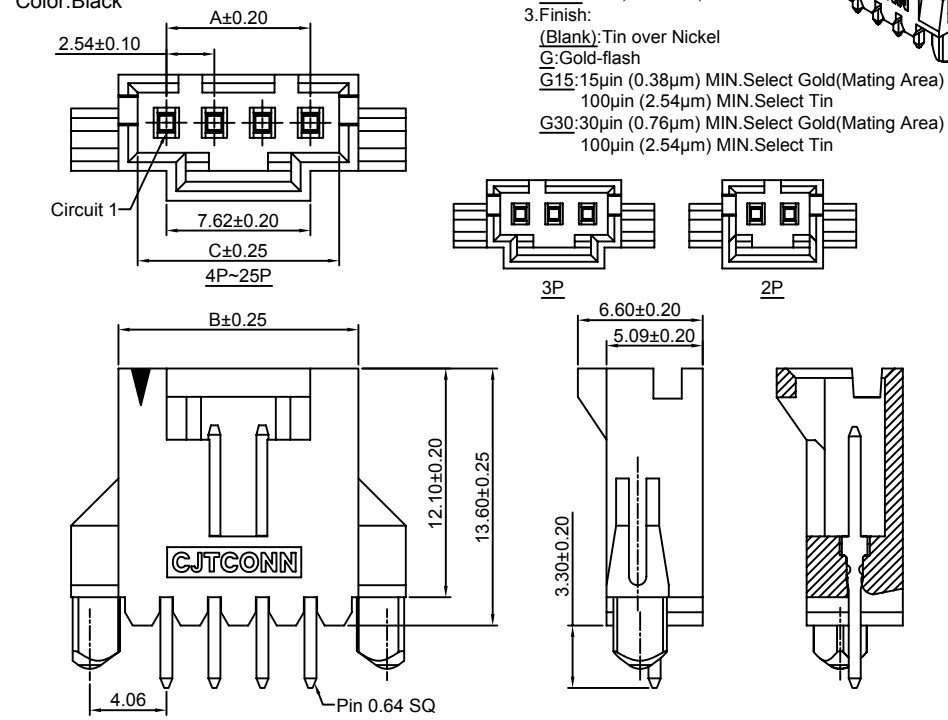 Color:Black
3.Finish:
(Blank):Tin over Nickel
G:Gold-flash
G15:15µin (0.38µm) MIN.Select Gold(Mating Area)
100µin (2.54µm) MIN.Select Tin
G30:30µin (0.76µm) MIN.Select Gold(Mating Area)
100µin (2.54µm) MIN.Select Tin
A±0.20
2.54±0.10
Circuit 1
7.62±0.20
C±0.25
4P~25P
3P
2P
B±0.25
6.60±0.20
5.09±0.20
12.10±0.20
13.60±0.25
3.30±0.20
CJTCONN
4.06
Pin 0.64 SQ